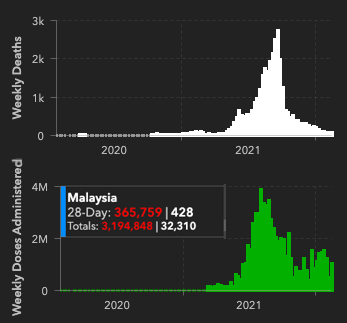 Weekly Deaths
3k
2k
1k
0
2020
2021
Weekly Doses Administered
4M
2M
0
Malaysia
28-Day: 365,759 | 428
Totals: 3,194,848 | 32,310
2020
2021